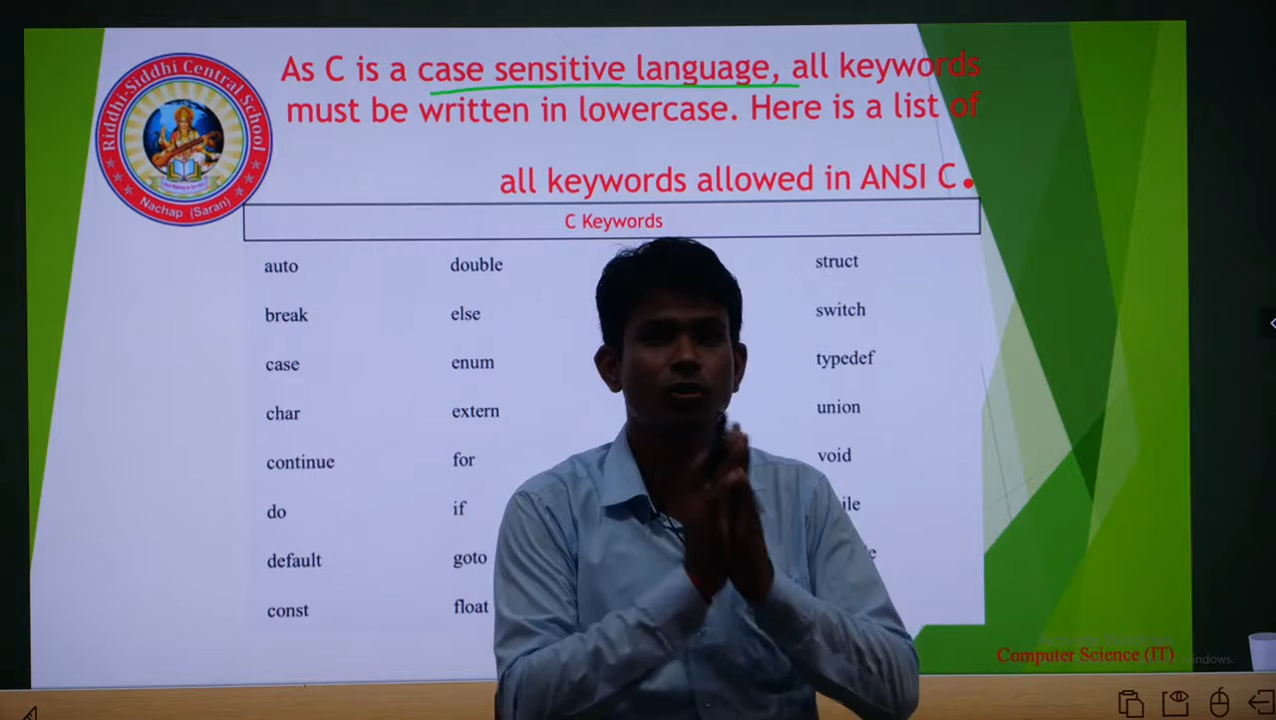 Riddhi-Siddhi Central School
Nachap (Saran)
As C is a case sensitive language, all keywords
must be written in lowercase. Here is a list of
all keywords allowed in ANSI C.
C Keywords
auto double struct
break else switch
case enum typedef
char extern union
continue for void
do if ile
default goto e
const float
Computer Science (IT)
indows.